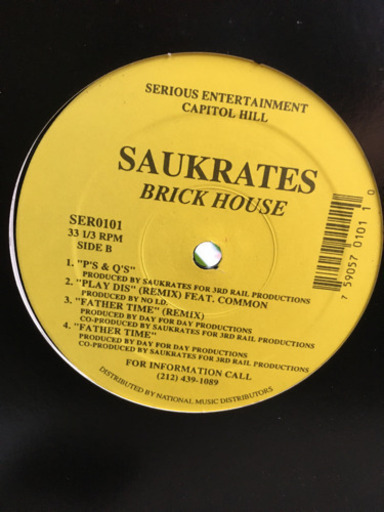 SERIOUS ENTERTAINMENT
CAPITOL HILL
SAUKRATES
BRICK HOUSE
SER0101
33 1/3 RPM
SIDE B
7 59057 0101 1 0
1. "P'S & Q'S"
PRODUCED BY SAUKRATES FOR 3RD RAIL PRODUCTIONS
2. "PLAY DIS" (REMIX) FEAT. COMMON
PRODUCED BY NO I.D.
3. "FATHER TIME" (REMIX)
PRODUCED BY DAY FOR DAY PRODUCTIONS
CO-PRODUCED BY SAUKRATES FOR 3RD RAIL PRODUCTIONS
4. "FATHER TIME"
PRODUCED BY DAY FOR DAY PRODUCTIONS
CO-PRODUCED BY SAUKRATES FOR 3RD RAIL PRODUCTIONS
FOR INFORMATION CALL
(212) 439-1089
DISTRIBUTED BY NATIONAL MUSIC DISTRIBUTORS